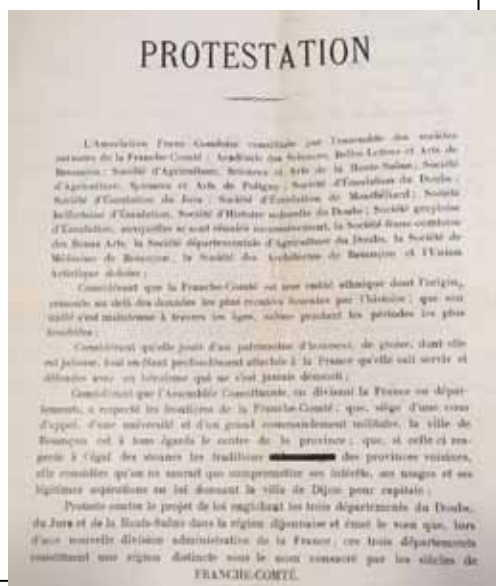 PROTESTATION
L'Association Franc-Comtoise constituée par l'ensemble des sociétés
savantes de la Franche-Comté : Académie des Sciences, Belles-Lettres et Arts de
Besançon ; Société d'Agriculture, Sciences et Arts de la Haute-Saône ; Société
d'Agriculture, Sciences et Arts de Poligny ; Société d'Émulation du Doubs ;
Société d'Émulation du Jura ; Société d'Émulation de Montbéliard ; Société
belfortaine d'Émulation, Société d'Histoire naturelle du Doubs ; Société grayloise
d'Émulation, auxquelles se sont réunies la Société franc-comtoise
des Beaux Arts, la Société départementale d'Agriculture du Doubs, la Société de
Médecine de Besançon, la Société des Architectes de Besançon et l'Union
Artistique doloise ;
Considérant que la Franche-Comté est une entité ethnique dont l'origine
remonte au delà des données les plus reculées fournies par l'histoire ; que son
unité s'est maintenue à travers les âges, même pendant les périodes les plus
troublées ;
Considérant qu'elle jouit d'un patrimoine d'honneur, de gloire, dont elle
est jalouse, tout en étant profondément attachée à la France qu'elle sait servir et
défendre avec un héroïsme qui ne s'est jamais démenti ;
Considérant que l'Assemblée Constituante, en divisant la France en dépar-
tements, a respecté les frontières de la Franche-Comté ; que, siège d'une cour
d'appel, d'une université et d'un grand commandement militaire, la ville de
Besançon est à tous égards le centre de la province ; que, si celle-ci res-
pecte à l'égal des siennes les traditions des provinces voisines,
elle considère qu'on ne saurait que compromettre ses intérêts, ses usages et ses
légitimes aspirations en lui donnant la ville de Dijon pour capitale ;
Proteste contre le projet de loi englobant les trois départements du Doubs,
du Jura et de la Haute-Saône dans la région dijonnaise et émet le vœu que, lors
d'une nouvelle division administrative de la France, ces trois départements
constituent une région distincte sous le nom consacré par les siècles de
FRANCHE-COMTÉ.